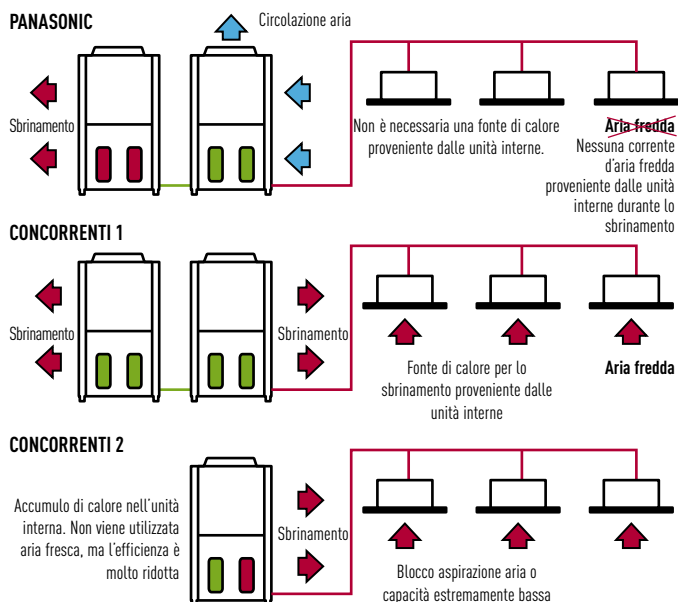 PANASONIC
Circolazione aria
Sbrinamento
Non è necessaria una fonte di calore
proveniente dalle unità interne.
Aria fredda
Nessuna corrente
d'aria fredda
proveniente dalle unità
interne durante lo
sbrinamento
CONCORRENTI 1
Sbrinamento
Sbrinamento
Fonte di calore per lo
sbrinamento proveniente dalle
unità interne
Aria fredda
CONCORRENTI 2
Accumulo di calore nell'unità
interna. Non viene utilizzata
aria fresca, ma l'efficienza è
molto ridotta
Sbrinamento
Blocco aspirazione aria o
capacità estremamente bassa